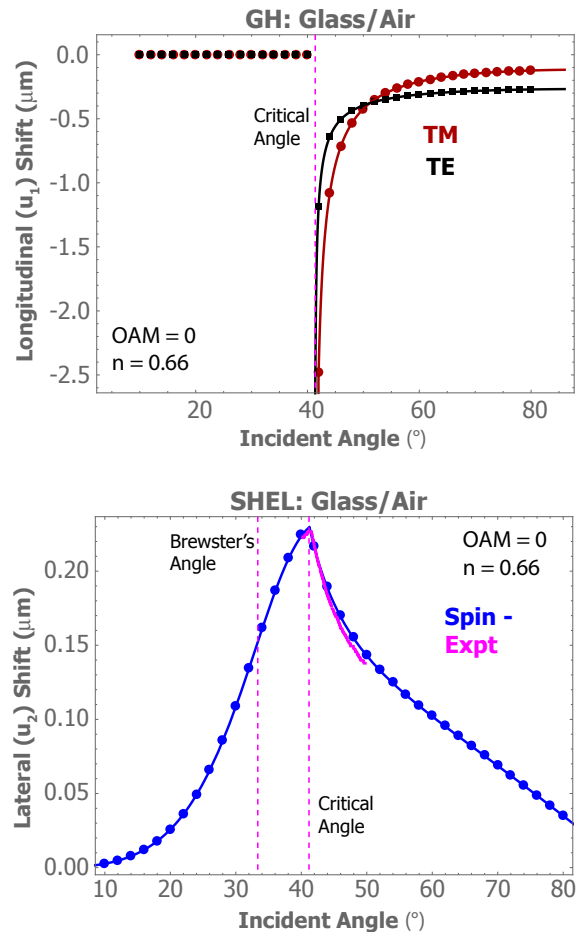 GH: Glass/Air
Longitudinal (u₁) Shift (μm)
0.0
-0.5
-1.0
-1.5
-2.0
-2.5
Critical
Angle
TM
TE
OAM = 0
n = 0.66
20
40
60
80
Incident Angle (°)
SHEL: Glass/Air
Lateral (u₂) Shift (μm)
0.20
0.15
0.10
0.05
0.00
Brewster's
Angle
OAM = 0
n = 0.66
Spin -
Expt
Critical
Angle
10
20
30
40
50
60
70
80
Incident Angle (°)